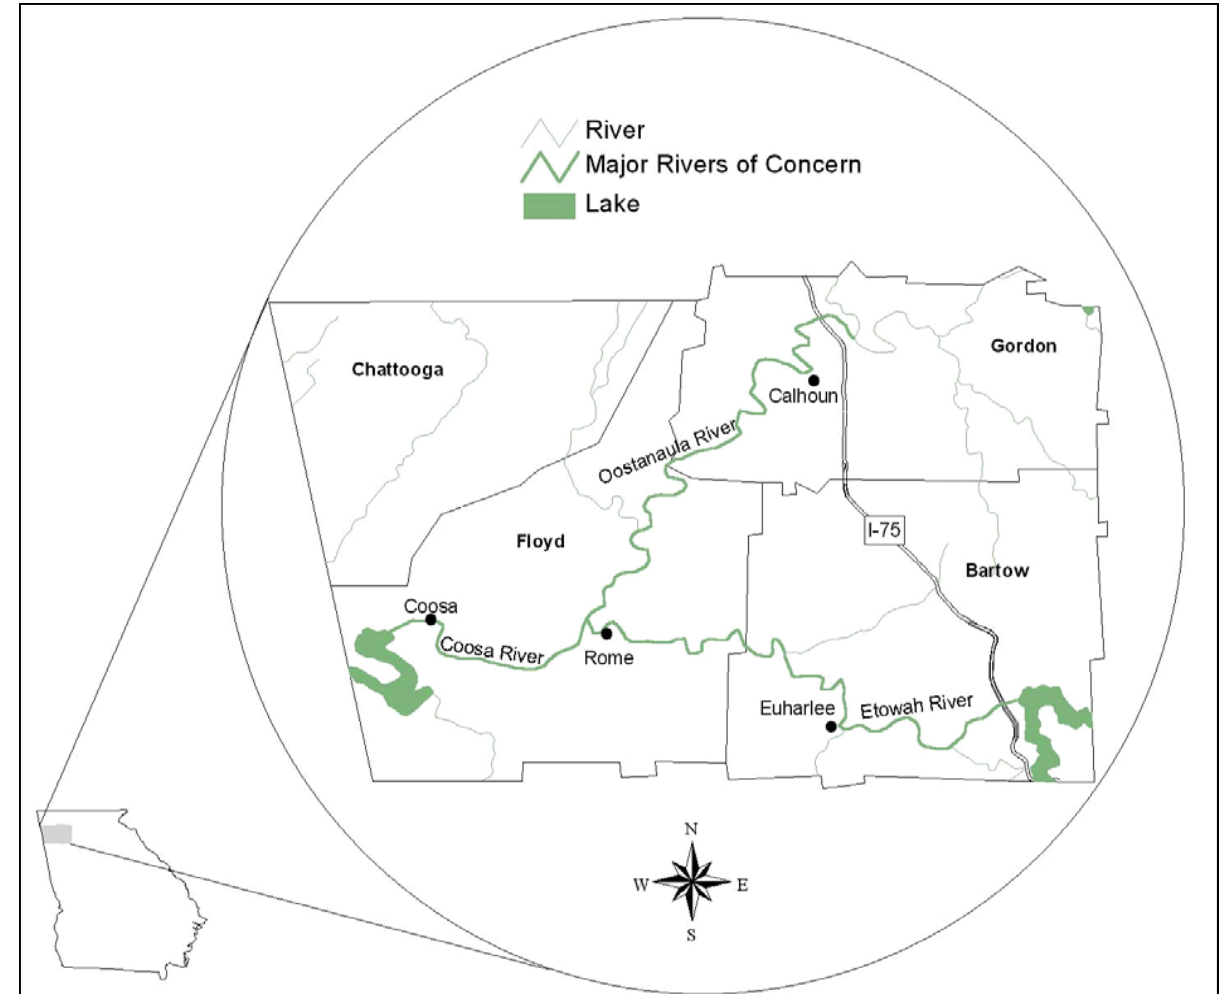 River
Major Rivers of Concern
Lake
Chattooga
Gordon
Calhoun
Oostanaula River
I-75
Floyd
Bartow
Coosa
Coosa River
Rome
Euharlee
Etowah River
N
W
E
S